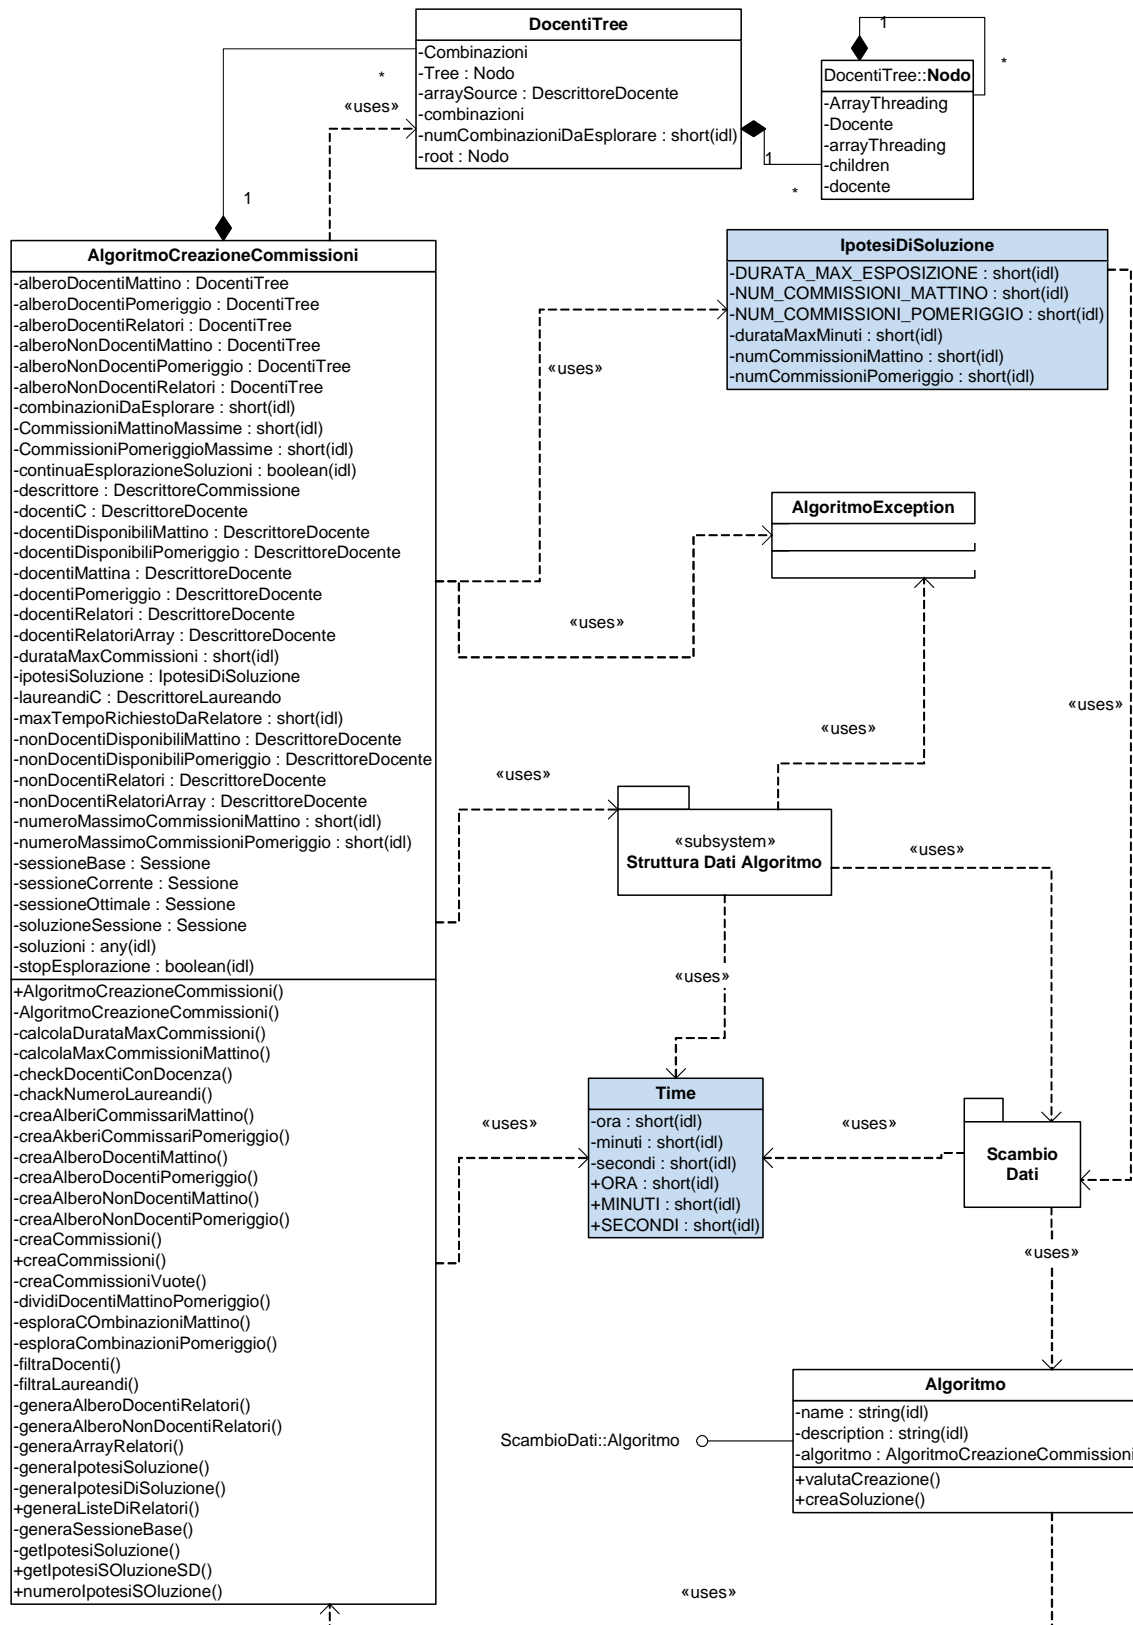 DocentiTree
-Combinazioni
-Tree : Nodo
-arraySource : DescrittoreDocente
-combinazioni
-numCombinazioniDaEsplorare : short(idl)
-root : Nodo
1
*
DocentiTree::Nodo
-ArrayThreading
-Docente
-arrayThreading
-children
-docente
1
*
*
«uses»
1
AlgoritmoCreazioneCommissioni
-alberoDocentiMattino : DocentiTree
-alberoDocentiPomeriggio : DocentiTree
-alberoDocentiRelatori : DocentiTree
-alberoNonDocentiMattino : DocentiTree
-alberoNonDocentiPomeriggio : DocentiTree
-alberoNonDocentiRelatori : DocentiTree
-combinazioniDaEsplorare : short(idl)
-CommissioniMattinoMassime : short(idl)
-CommissioniPomeriggioMassime : short(idl)
-continuaEsplorazioneSoluzioni : boolean(idl)
-descrittore : DescrittoreCommissione
-docentiC : DescrittoreDocente
-docentiDisponibiliMattino : DescrittoreDocente
-docentiDisponibiliPomeriggio : DescrittoreDocente
-docentiMattina : DescrittoreDocente
-docentiPomeriggio : DescrittoreDocente
-docentiRelatori : DescrittoreDocente
-docentiRelatoriArray : DescrittoreDocente
-durataMaxCommissioni : short(idl)
-ipotesiSoluzione : IpotesiDiSoluzione
-laureandiC : DescrittoreLaureando
-maxTempoRichiestoDaRelatore : short(idl)
-nonDocentiDisponibiliMattino : DescrittoreDocente
-nonDocentiDisponibiliPomeriggio : DescrittoreDocente
-nonDocentiRelatori : DescrittoreDocente
-nonDocentiRelatoriArray : DescrittoreDocente
-numeroMassimoCommissioniMattino : short(idl)
-numeroMassimoCommissioniPomeriggio : short(idl)
-sessioneBase : Sessione
-sessioneCorrente : Sessione
-sessioneOttimale : Sessione
-soluzioneSessione : Sessione
-soluzioni : any(idl)
-stopEsplorazione : boolean(idl)
+AlgoritmoCreazioneCommissioni()
-AlgoritmoCreazioneCommissioni()
-calcolaDurataMaxCommissioni()
-calcolaMaxCommissioniMattino()
-checkDocentiConDocenza()
-chackNumeroLaureandi()
-creaAlberiCommissariMattino()
-creaAkberiCommissariPomeriggio()
-creaAlberoDocentiMattino()
-creaAlberoDocentiPomeriggio()
-creaAlberoNonDocentiMattino()
-creaAlberoNonDocentiPomeriggio()
-creaCommissioni()
+creaCommissioni()
-creaCommissioniVuote()
-dividiDocentiMattinoPomeriggio()
-esploraCOmbinazioniMattino()
-esploraCombinazioniPomeriggio()
-filtraDocenti()
-filtraLaureandi()
-generaAlberoDocentiRelatori()
-generaAlberoNonDocentiRelatori()
-generaArrayRelatori()
-generaIpotesiSoluzione()
-generaIpotesiDiSoluzione()
+generaListeDiRelatori()
-generaSessioneBase()
-getIpotesiSoluzione()
+getIpotesiSOluzioneSD()
+numeroIpotesiSOluzione()
IpotesiDiSoluzione
-DURATA_MAX_ESPOSIZIONE : short(idl)
-NUM_COMMISSIONI_MATTINO : short(idl)
-NUM_COMMISSIONI_POMERIGGIO : short(idl)
-durataMaxMinuti : short(idl)
-numCommissioniMattino : short(idl)
-numCommissioniPomeriggio : short(idl)
«uses»
AlgoritmoException
«uses»
«uses»
«uses»
«uses»
«subsystem»
Struttura Dati Algoritmo
«uses»
«uses»
Time
-ora : short(idl)
-minuti : short(idl)
-secondi : short(idl)
+ORA : short(idl)
+MINUTI : short(idl)
+SECONDI : short(idl)
«uses»
«uses»
Scambio
Dati
«uses»
Algoritmo
-name : string(idl)
-description : string(idl)
-algoritmo : AlgoritmoCreazioneCommissioni
+valutaCreazione()
+creaSoluzione()
ScambioDati::Algoritmo
«uses»